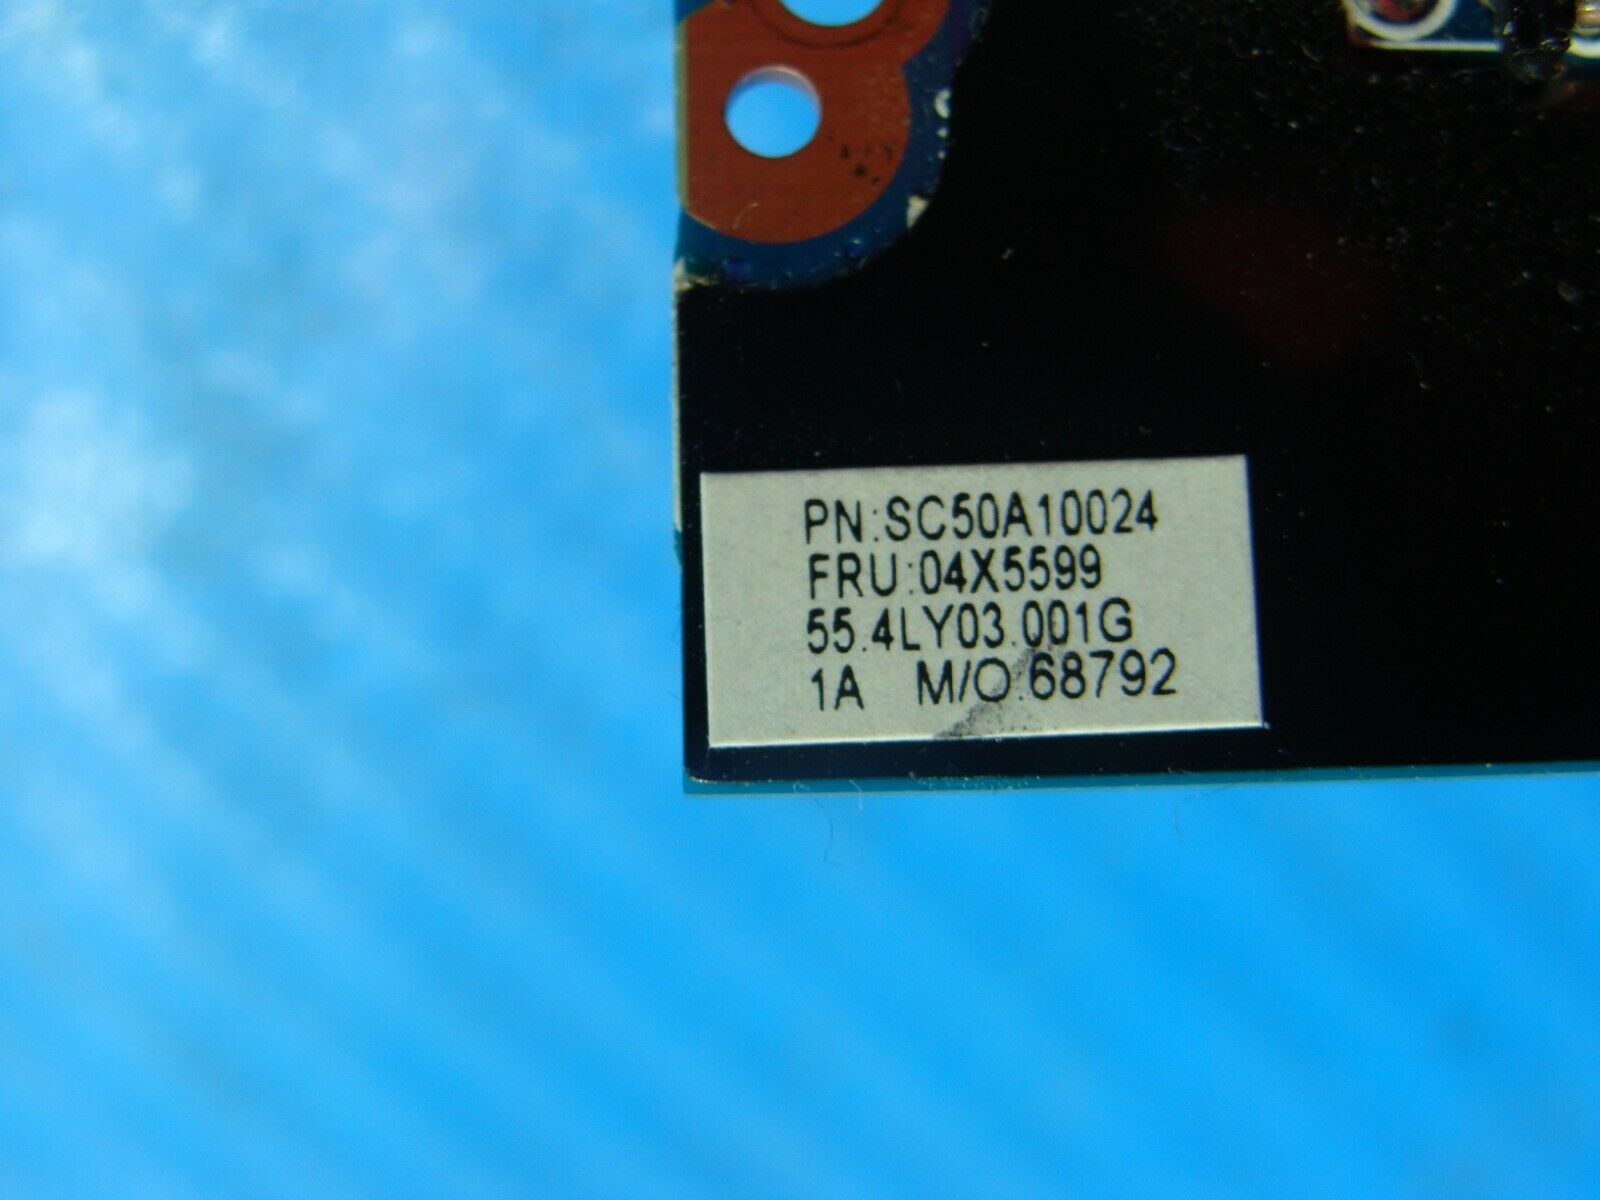 PN:SC50A10024
FRU:04X5599
55.4LY03.001G
1A M/O.68792